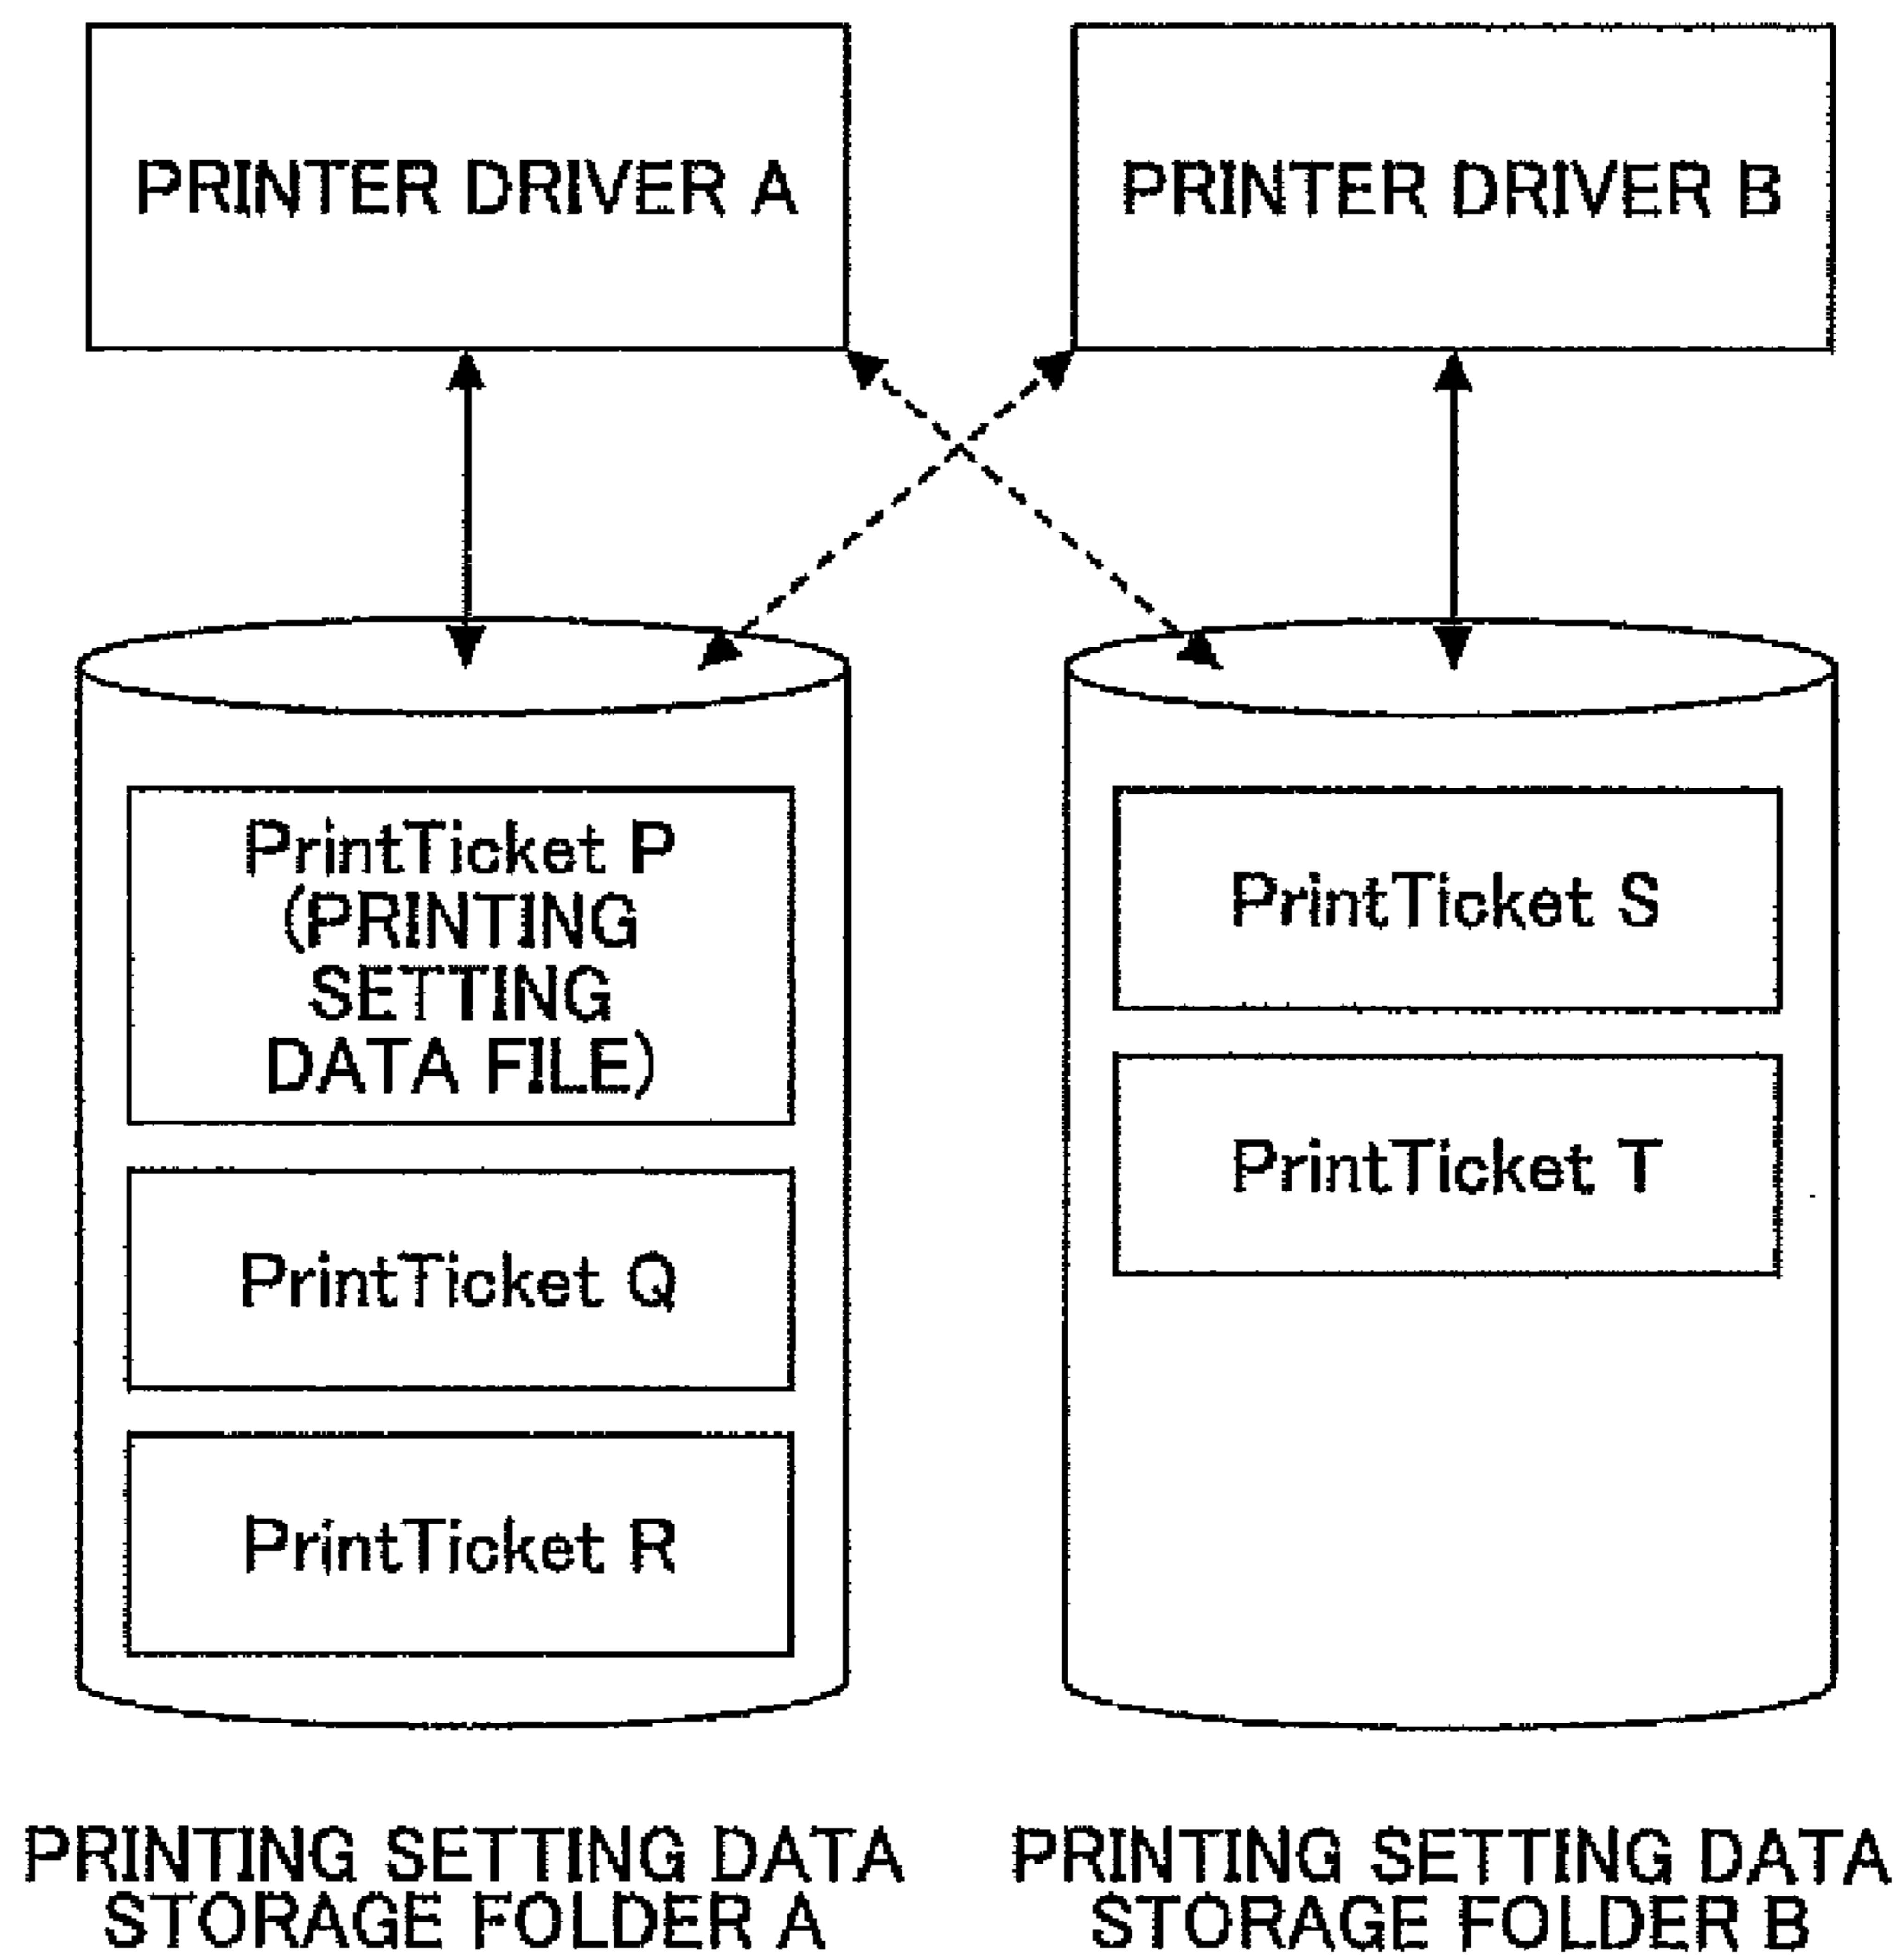 PRINTER DRIVER A
PRINTER DRIVER B
PrintTicket P
(PRINTING
SETTING
DATA FILE)
PrintTicket Q
PrintTicket R
PrintTicket S
PrintTicket T
PRINTING SETTING DATA
STORAGE FOLDER A
PRINTING SETTING DATA
STORAGE FOLDER B